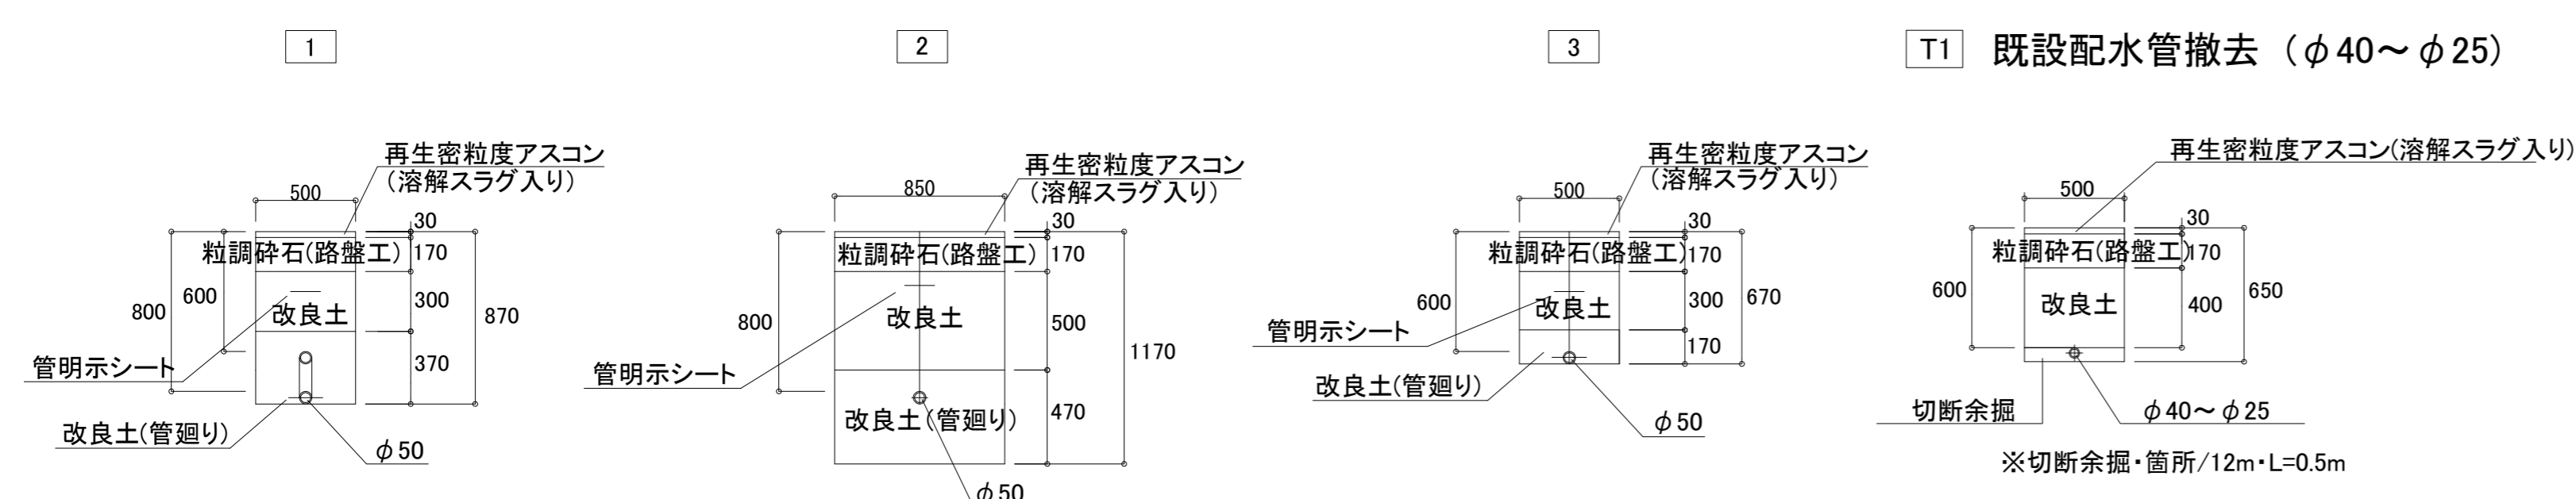 1
再生密粒度アスコン
(溶解スラグ入り)
500
30
粒調砕石(路盤工)
170
600
800
300
改良土
870
管明示シート
370
改良土(管廻り)
φ50
2
再生密粒度アスコン
(溶解スラグ入り)
850
30
粒調砕石(路盤工)
170
800
改良土
500
1170
管明示シート
改良土(管廻り)
470
φ50
3
再生密粒度アスコン
(溶解スラグ入り)
500
30
粒調砕石(路盤工)
170
600
300
670
改良土
管明示シート
170
改良土(管廻り)
φ50
T1 既設配水管撤去 (φ40~φ25)
再生密粒度アスコン(溶解スラグ入り)
500
30
粒調砕石(路盤工)
170
600
改良土
400
650
切断余掘
φ40~φ25
※切断余掘・箇所/12m・L=0.5m